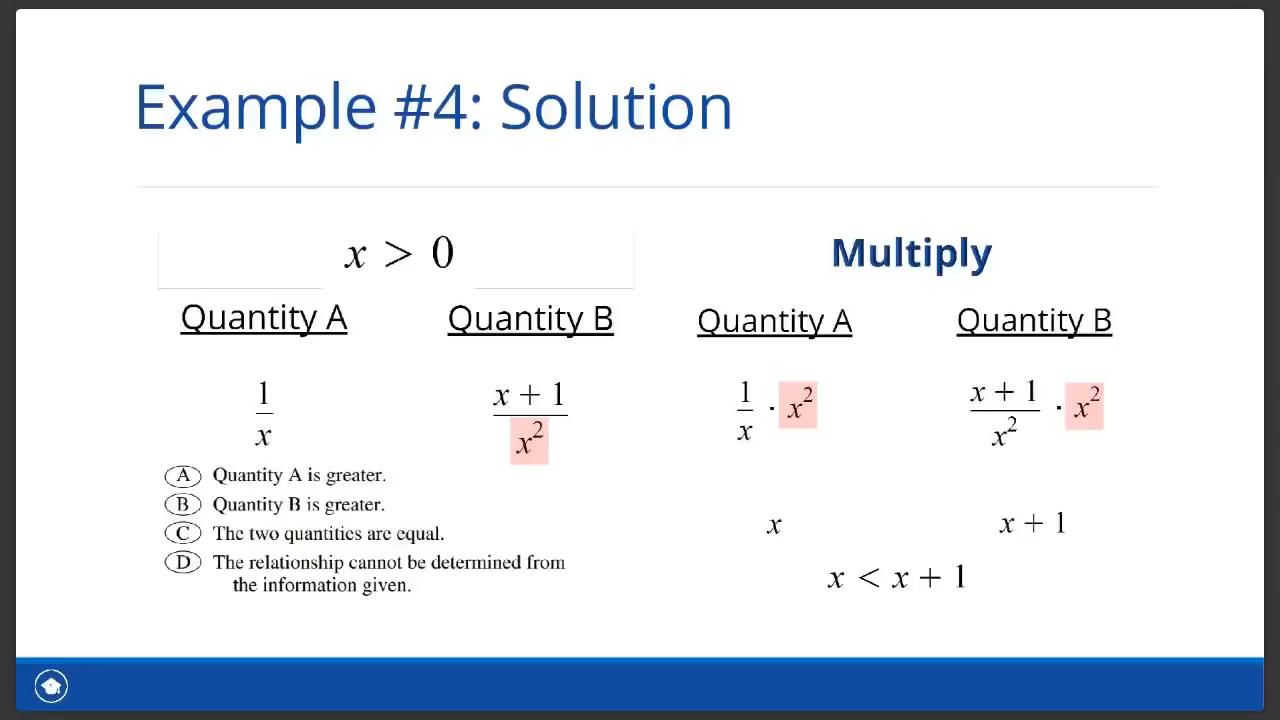 Example #4: Solution
x > 0
Quantity A Quantity B
1/x (x + 1)/x²
Ⓐ Quantity A is greater.
Ⓑ Quantity B is greater.
Ⓒ The two quantities are equal.
Ⓓ The relationship cannot be determined from
the information given.
Multiply
Quantity A Quantity B
1/x · x² (x + 1)/x² · x²
x x + 1
x < x + 1